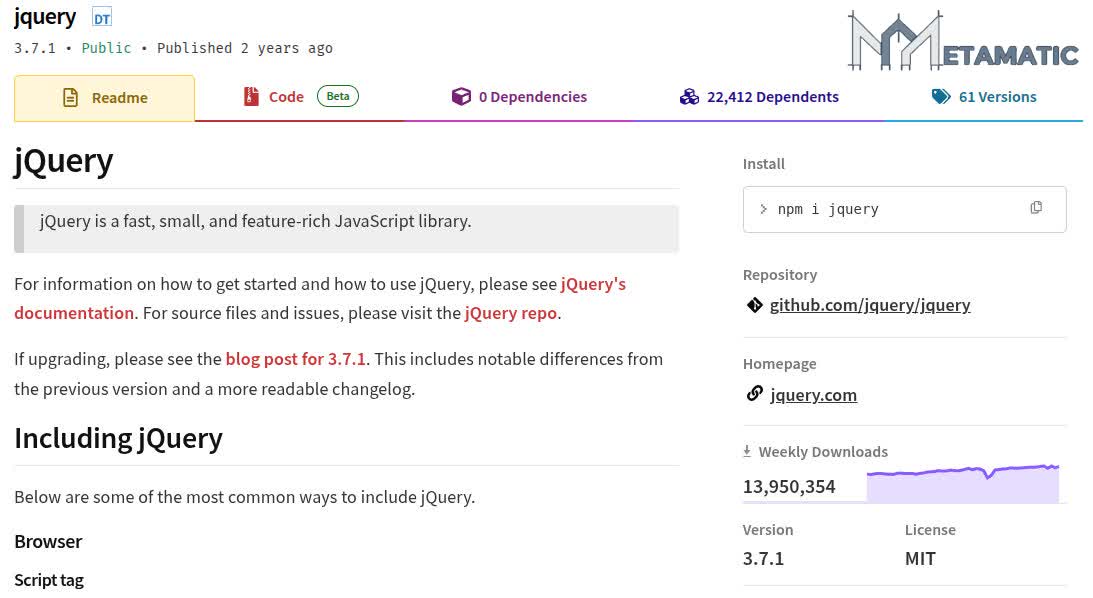 jquery DT
3.7.1 • Public • Published 2 years ago
METAMATIC
Readme
Code Beta
0 Dependencies
22,412 Dependents
61 Versions
jQuery
jQuery is a fast, small, and feature-rich JavaScript library.
For information on how to get started and how to use jQuery, please see jQuery's
documentation. For source files and issues, please visit the jQuery repo.
If upgrading, please see the blog post for 3.7.1. This includes notable differences from
the previous version and a more readable changelog.
Including jQuery
Below are some of the most common ways to include jQuery.
Browser
Script tag
Install
> npm i jquery
Repository
github.com/jquery/jquery
Homepage
jquery.com
Weekly Downloads
13,950,354
Version
3.7.1
License
MIT